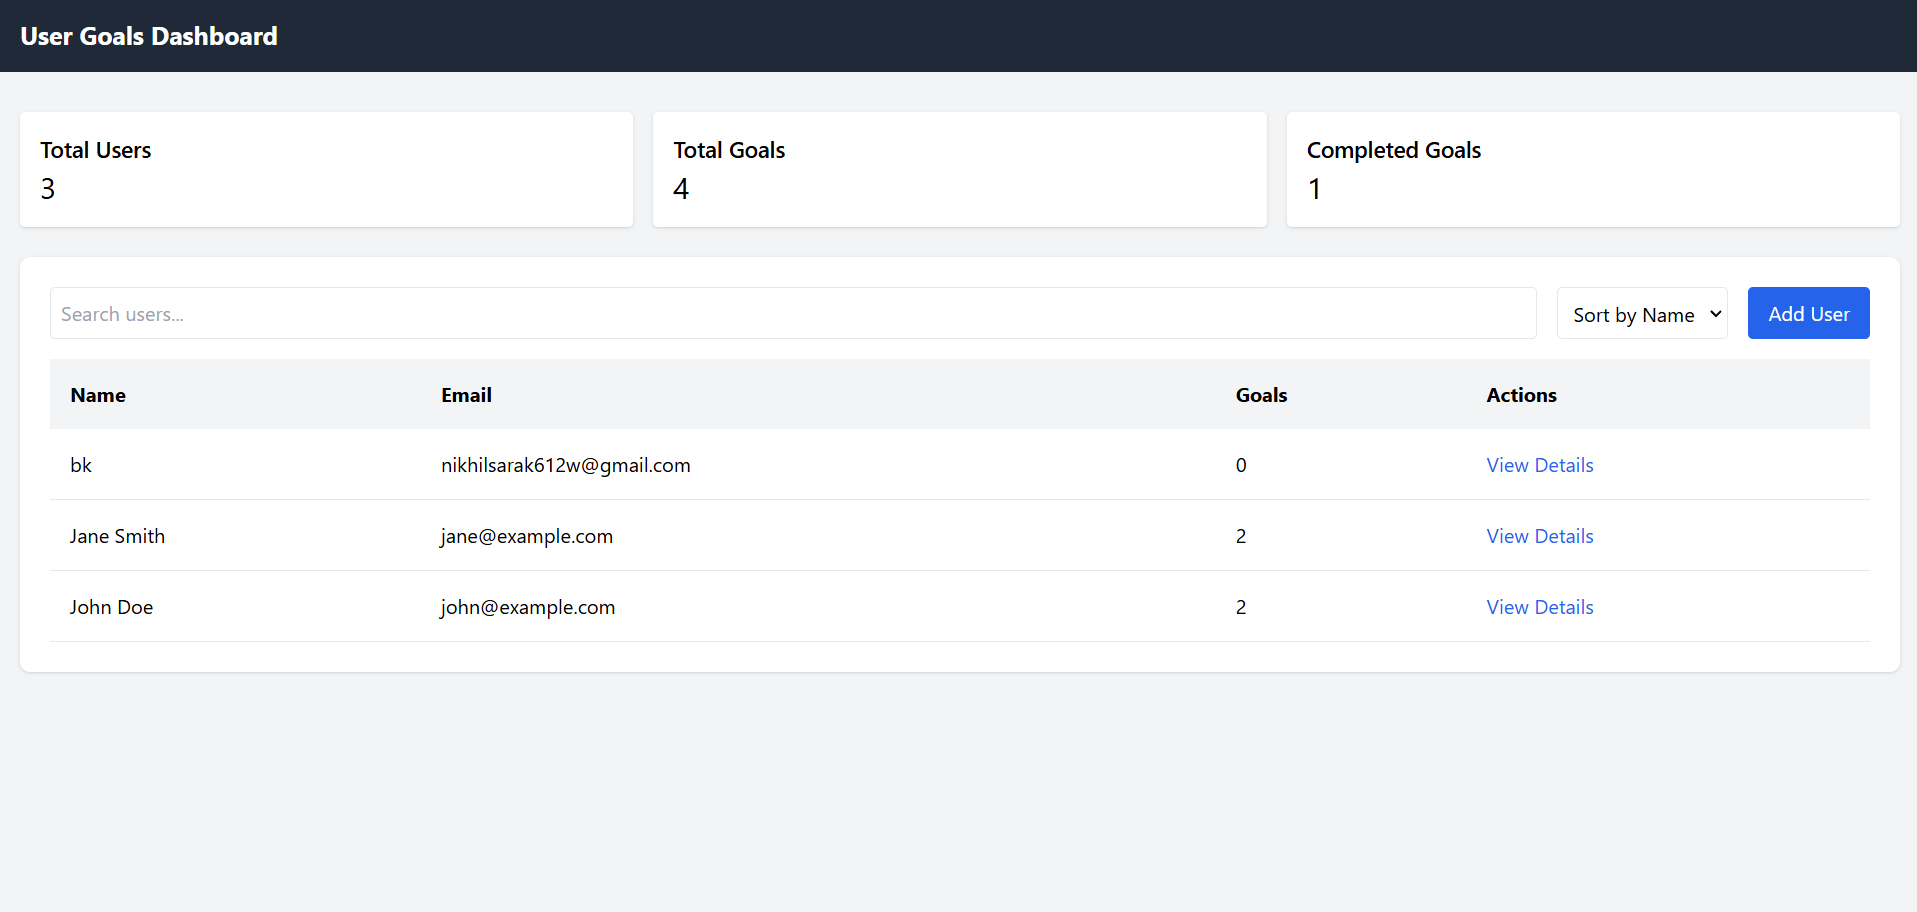 User Goals Dashboard
Total Users
3
Total Goals
4
Completed Goals
1
Search users...
Sort by Name
Add User
Name Email Goals Actions
bk nikhilsarak612w@gmail.com 0 View Details
Jane Smith jane@example.com 2 View Details
John Doe john@example.com 2 View Details